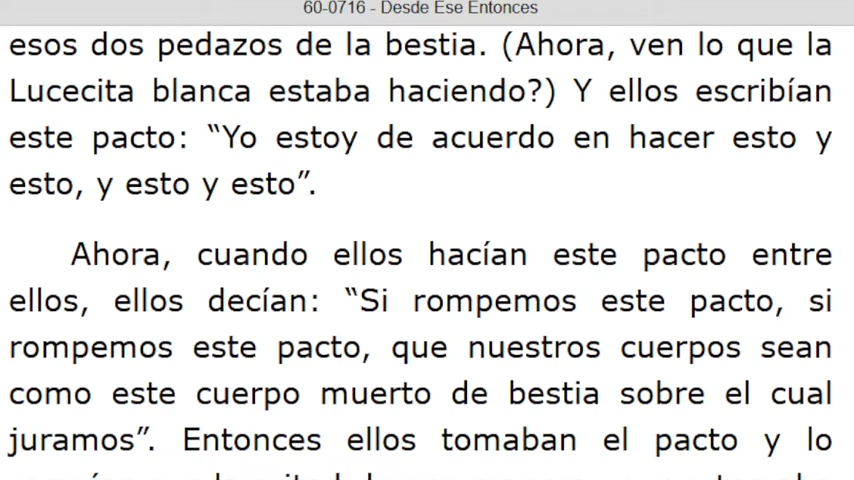 60-0716 - Desde Ese Entonces
esos dos pedazos de la bestia. (Ahora, ven lo que la
Lucecita blanca estaba haciendo?) Y ellos escribían
este pacto: “Yo estoy de acuerdo en hacer esto y
esto, y esto y esto”.
Ahora, cuando ellos hacían este pacto entre
ellos, ellos decían: “Si rompemos este pacto, si
rompemos este pacto, que nuestros cuerpos sean
como este cuerpo muerto de bestia sobre el cual
juramos”. Entonces ellos tomaban el pacto y lo